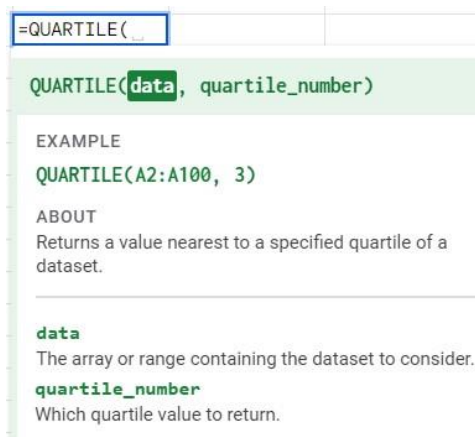 =QUARTILE(
QUARTILE(data, quartile_number)
EXAMPLE
QUARTILE(A2:A100, 3)
ABOUT
Returns a value nearest to a specified quartile of a
dataset.
data
The array or range containing the dataset to consider.
quartile_number
Which quartile value to return.